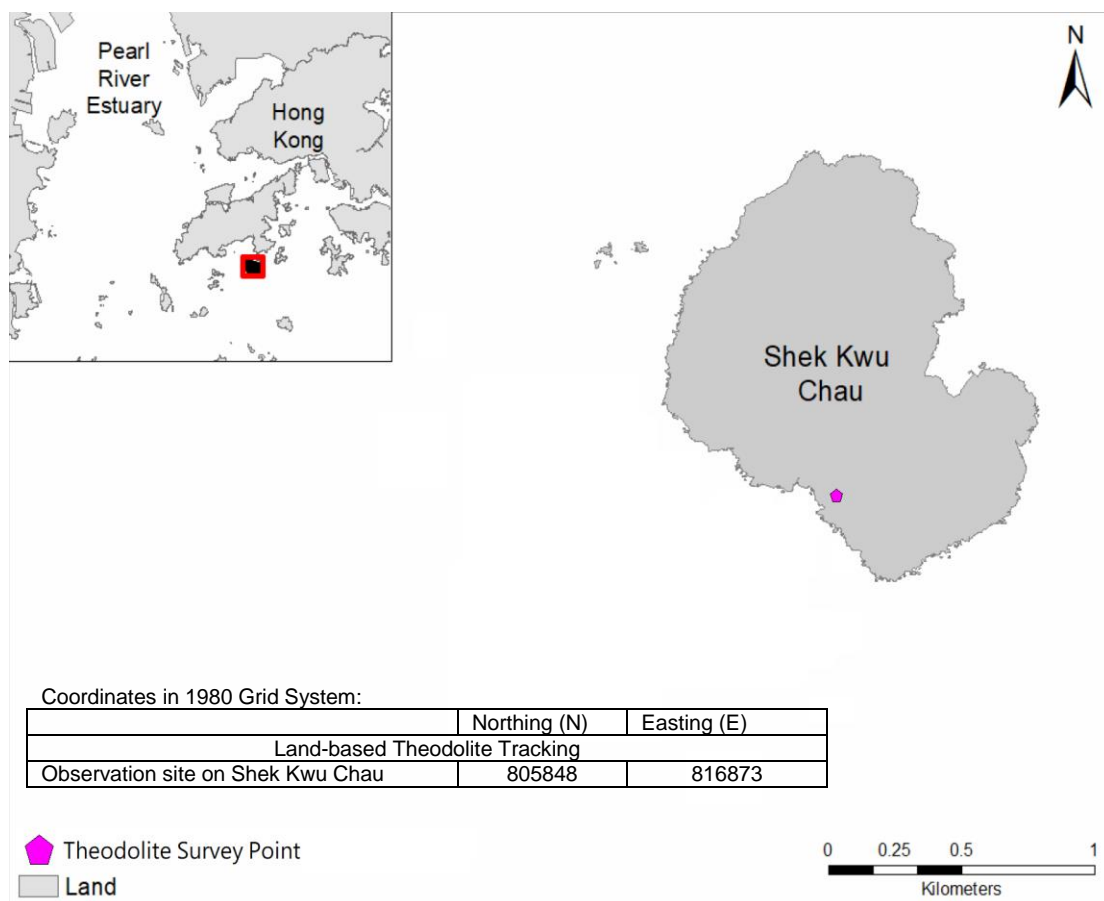 Pearl
River
Estuary
Hong
Kong
N
Shek Kwu
Chau
Coordinates in 1980 Grid System:
Northing (N) Easting (E)
Land-based Theodolite Tracking
Observation site on Shek Kwu Chau 805848 816873
Theodolite Survey Point
Land
0 0.25 0.5 1
Kilometers